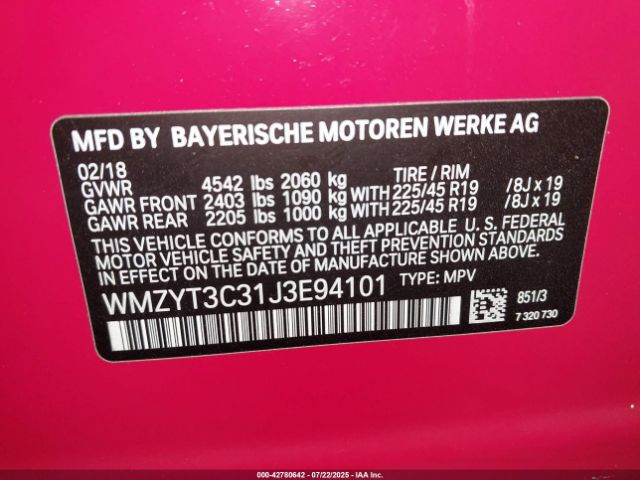 MFD BY BAYERISCHE MOTOREN WERKE AG
02/18 TIRE / RIM
GVWR 4542 lbs 2060 kg
GAWR FRONT 2403 lbs 1090 kg WITH 225/45 R19 /8J x 19
GAWR REAR 2205 lbs 1000 kg WITH 225/45 R19 /8J x 19
THIS VEHICLE CONFORMS TO ALL APPLICABLE U. S. FEDERAL
MOTOR VEHICLE SAFETY AND THEFT PREVENTION STANDARDS
IN EFFECT ON THE DATE OF MANUFACTURE SHOWN ABOVE.
WMZYT3C31J3E94101 TYPE: MPV
851/3
7 320 730
000-42780642 - 07/22/2025 - IAA Inc.